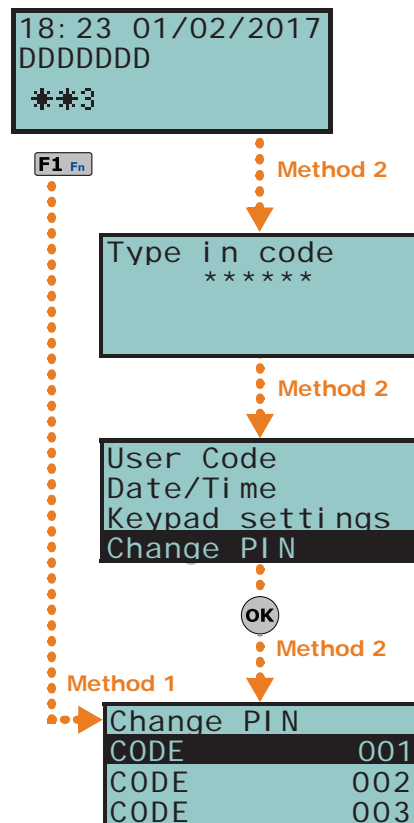 18:23 01/02/2017
DDDDDDD
**3
F1 Fn
Method 2
Type in code
******
Method 2
User Code
Date/Time
Keypad settings
Change PIN
OK
Method 2
Method 1
Change PIN
CODE 001
CODE 002
CODE 003